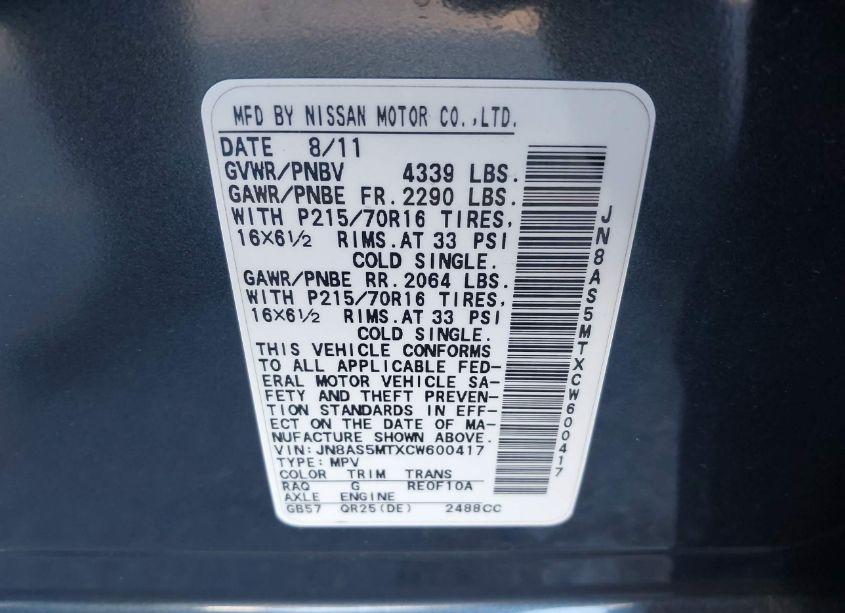 MFD BY NISSAN MOTOR CO.,LTD.
DATE 8/11
GVWR/PNBV 4339 LBS.
GAWR/PNBE FR.2290 LBS.
WITH P215/70R16 TIRES,
16X6½ RIMS.AT 33 PSI
COLD SINGLE.
GAWR/PNBE RR.2064 LBS.
WITH P215/70R16 TIRES,
16X6½ RIMS.AT 33 PSI
COLD SINGLE.
THIS VEHICLE CONFORMS
TO ALL APPLICABLE FED-
ERAL MOTOR VEHICLE SA-
FETY AND THEFT PREVEN-
TION STANDARDS IN EFF-
ECT ON THE DATE OF MA-
NUFACTURE SHOWN ABOVE.
VIN: JN8AS5MTXCW600417
TYPE: MPV
COLOR TRIM TRANS
RAQ G RE0F10A
AXLE ENGINE
GB57 QR25(DE) 2488CC
JN8AS5MTXCW600417